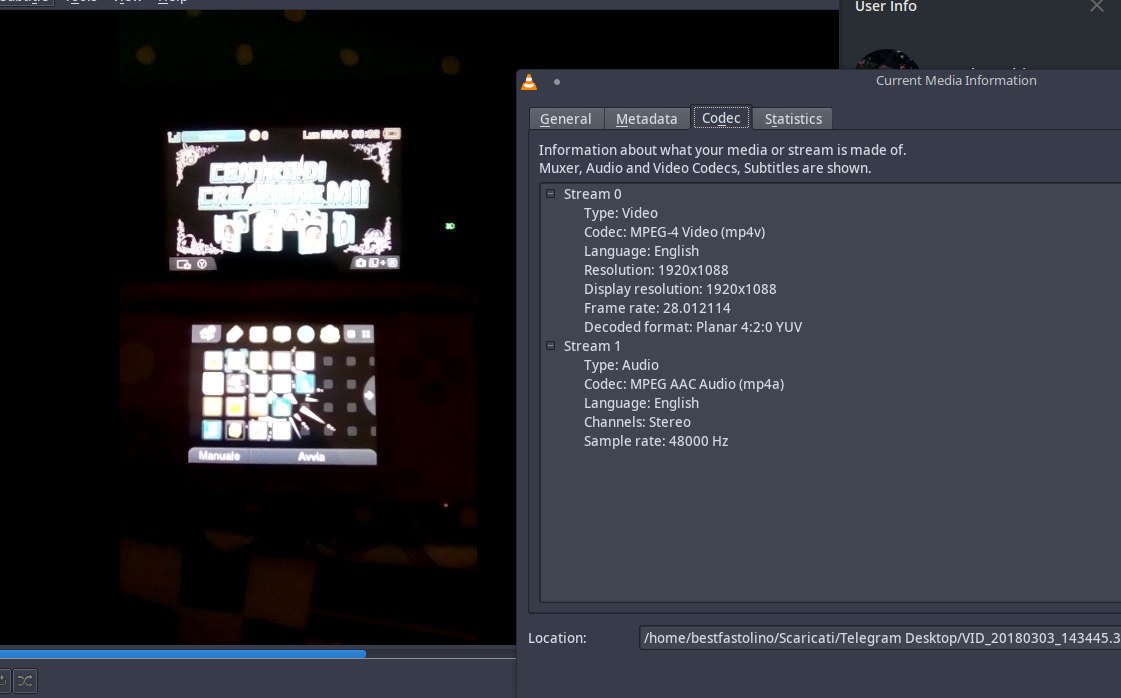 User Info
Current Media Information
General
Metadata
Codec
Statistics
Information about what your media or stream is made of.
Muxer, Audio and Video Codecs, Subtitles are shown.
Stream 0
Type: Video
Codec: MPEG-4 Video (mp4v)
Language: English
Resolution: 1920x1088
Display resolution: 1920x1088
Frame rate: 28.012114
Decoded format: Planar 4:2:0 YUV
Stream 1
Type: Audio
Codec: MPEG AAC Audio (mp4a)
Language: English
Channels: Stereo
Sample rate: 48000 Hz
Location:
/home/bestfastolino/Scaricati/Telegram Desktop/VID_20180303_143445.3
CENTRO DI
CREAZIONE Mii
Manuale
Avvia